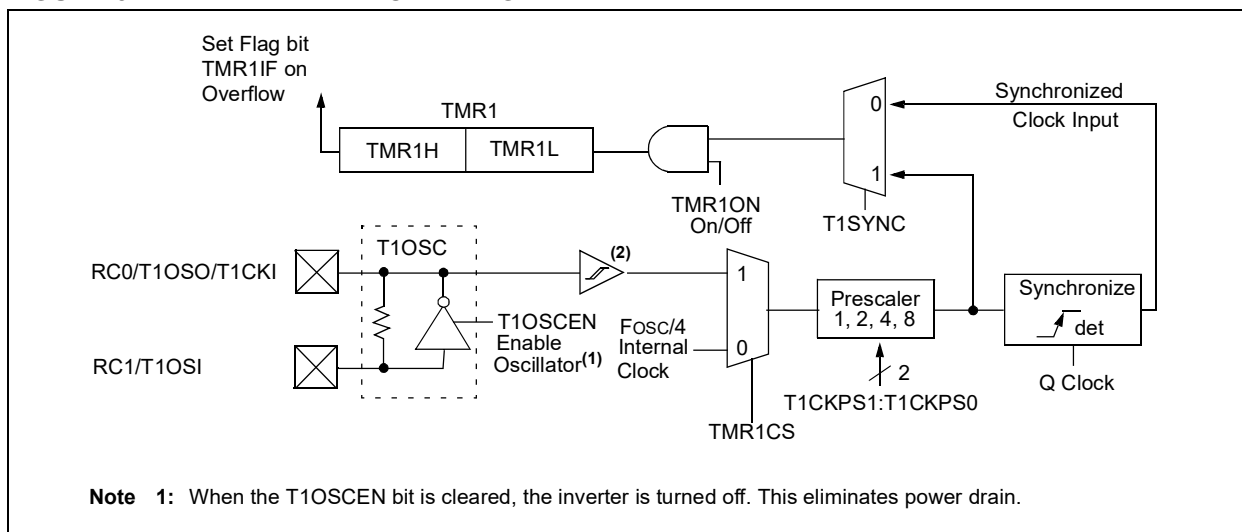 Set Flag bit
TMR1IF on
Overflow
TMR1
TMR1H
TMR1L
TMR1ON
On/Off
0
1
T1SYNC
Synchronized
Clock Input
T1OSC
RC0/T1OSO/T1CKI
(2)
T1OSCEN
Enable
Oscillator(1)
RC1/T1OSI
FOSC/4
Internal
Clock
1
0
TMR1CS
Prescaler
1, 2, 4, 8
2
T1CKPS1:T1CKPS0
Synchronize
det
Q Clock
Note 1: When the T1OSCEN bit is cleared, the inverter is turned off. This eliminates power drain.